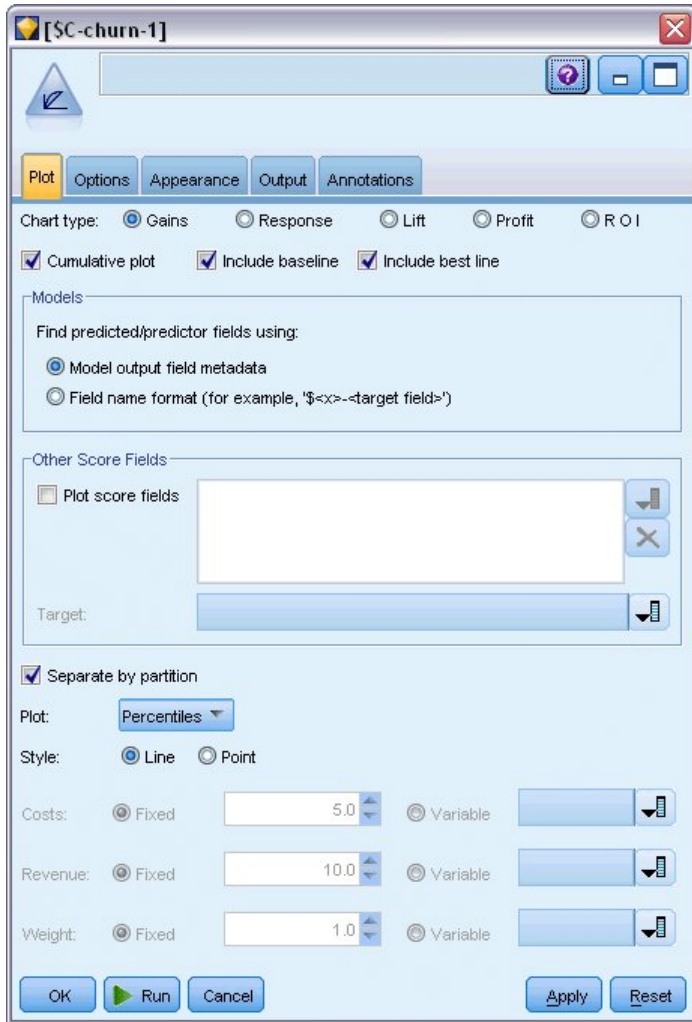 [$C-churn-1]
?
Plot Options Appearance Output Annotations
Chart type: Gains Response Lift Profit R O I
Cumulative plot Include baseline Include best line
Models
Find predicted/predictor fields using:
Model output field metadata
Field name format (for example, '$<x>-<target field>')
Other Score Fields
Plot score fields
Target:
Separate by partition
Plot: Percentiles
Style: Line Point
Costs: Fixed 5.0 Variable
Revenue: Fixed 10.0 Variable
Weight: Fixed 1.0 Variable
OK Run Cancel Apply Reset